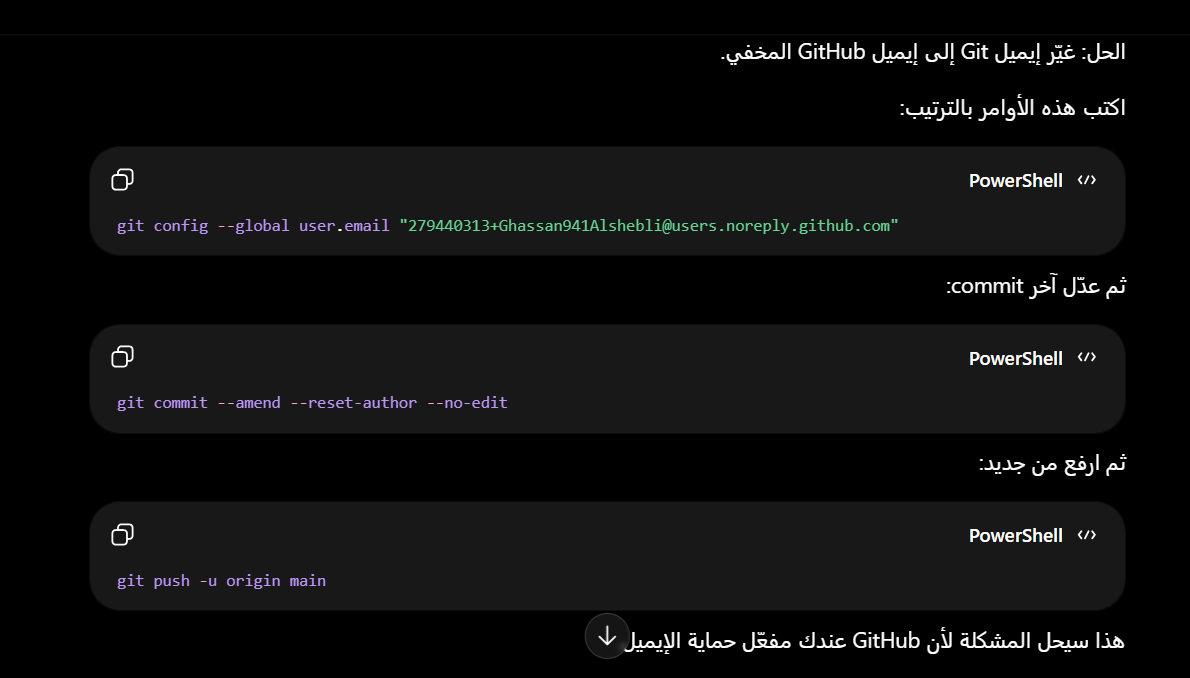 الحل: غيّر إيميل Git إلى إيميل GitHub المخفي.
اكتب هذه الأوامر بالترتيب:
PowerShell
git config --global user.email "279440313+Ghassan941Alshebli@users.noreply.github.com"
ثم عدّل آخر commit:
PowerShell
git commit --amend --reset-author --no-edit
ثم ارفع من جديد:
PowerShell
git push -u origin main
هذا سيحل المشكلة لأن GitHub عندك مفعّل حماية الإيميل